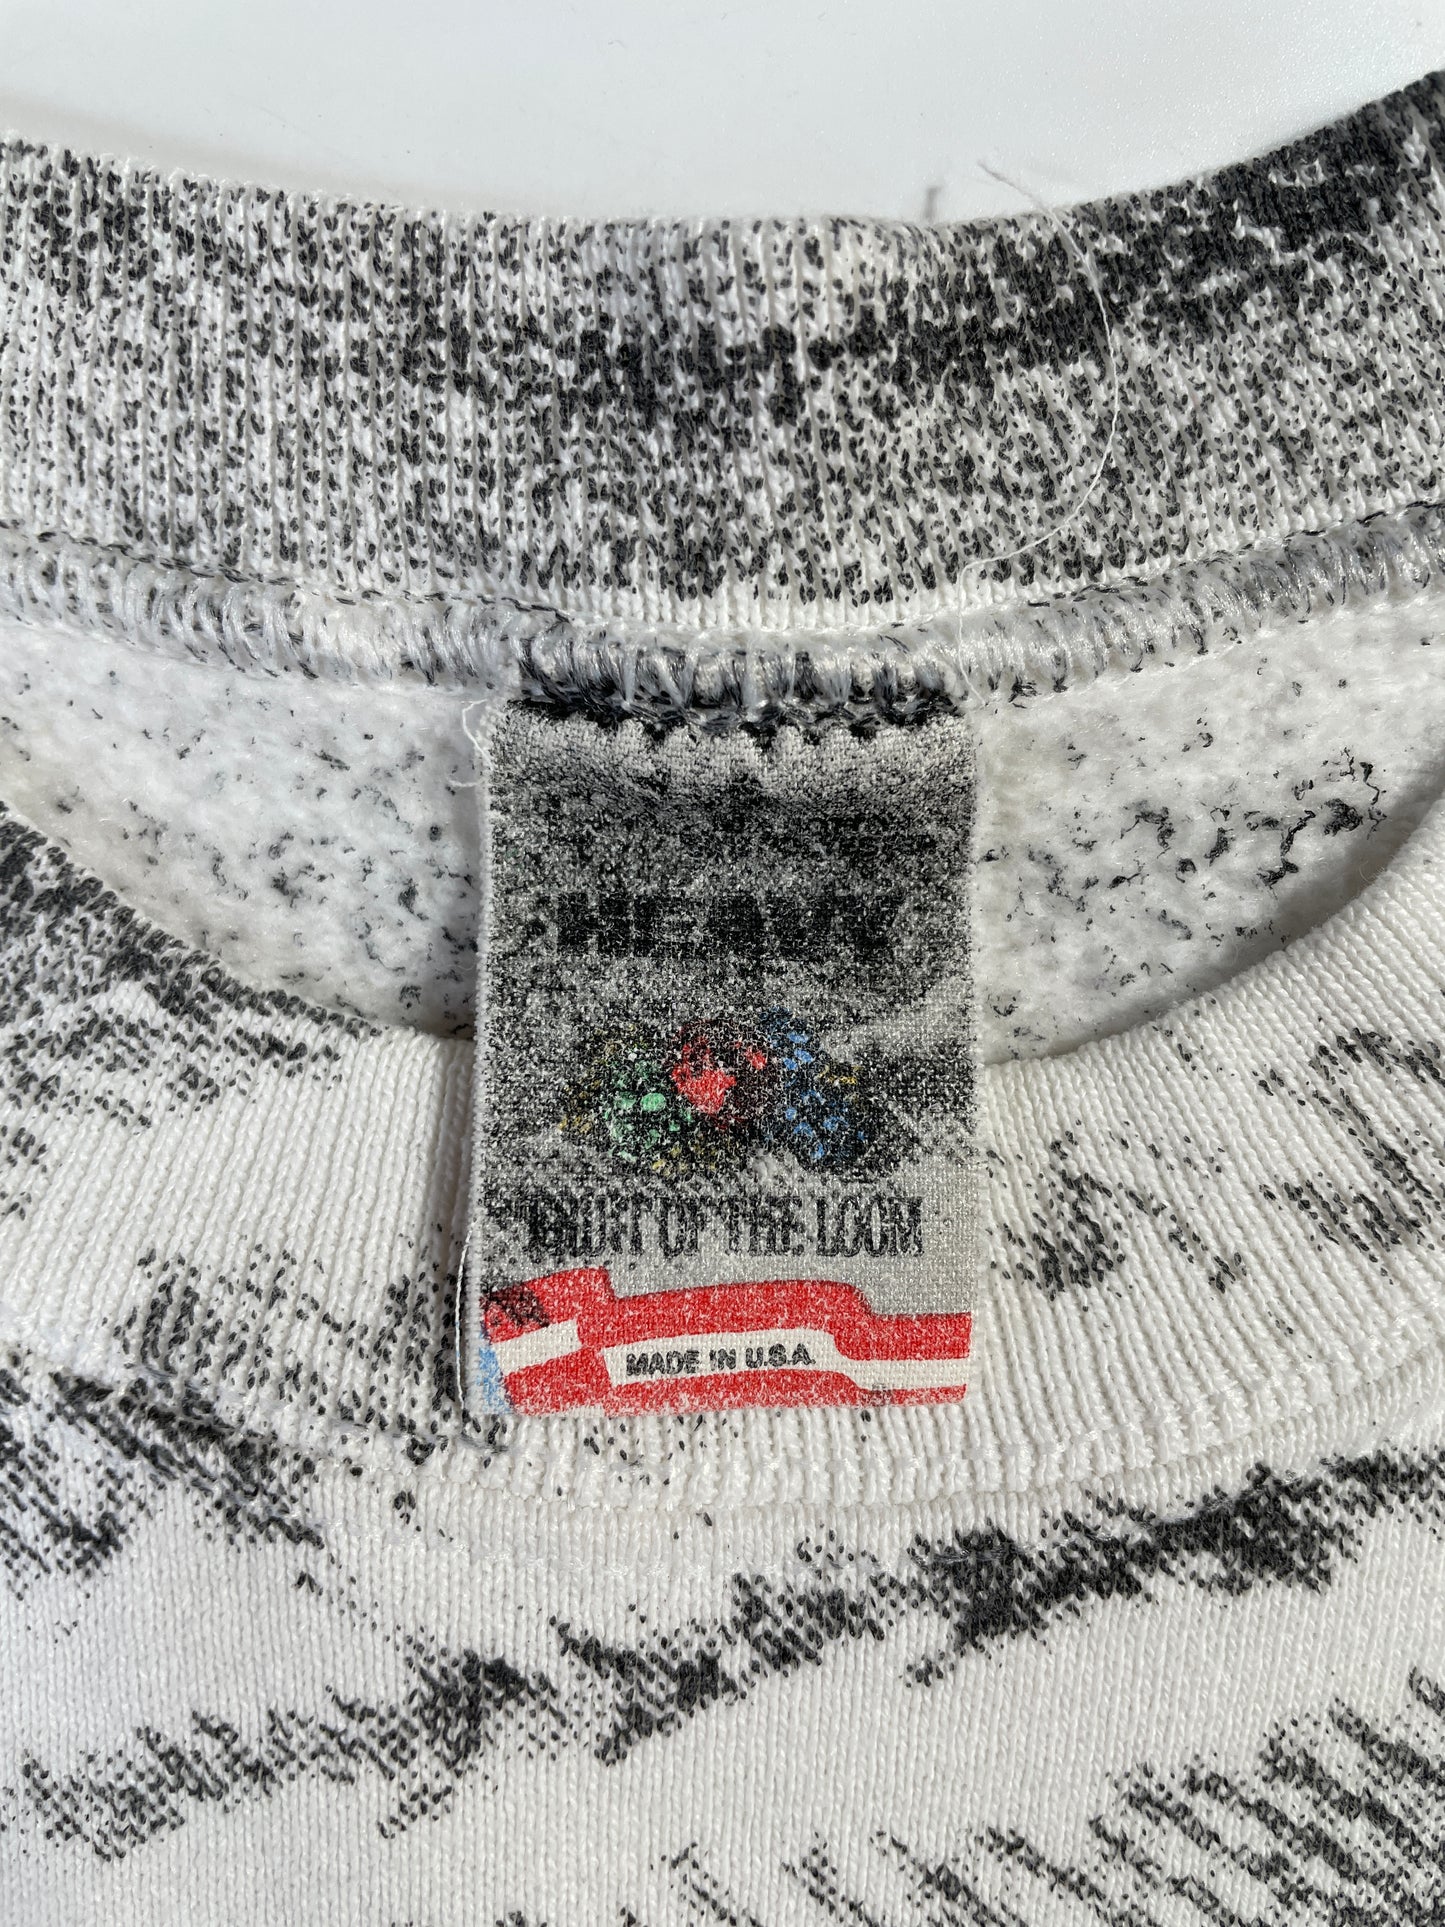 HEAVY
FRUIT OF THE LOOM
MADE IN U.S.A.